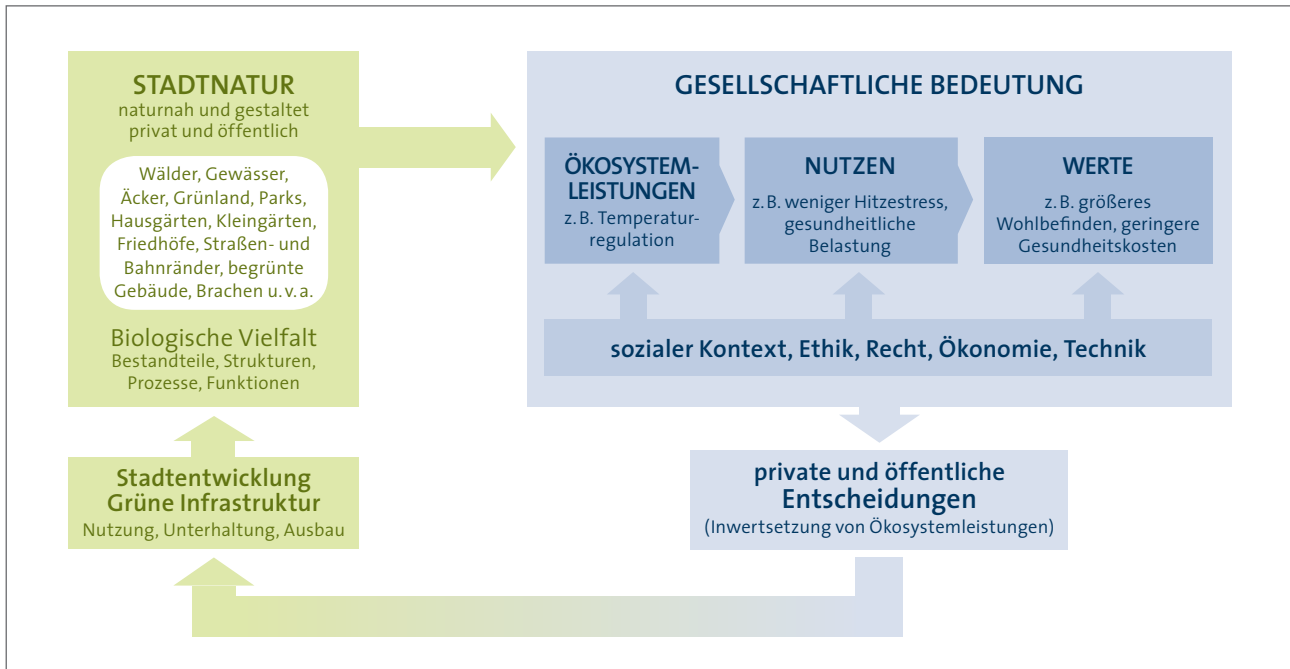 STADTNATUR
naturnah und gestaltet
privat und öffentlich
Wälder, Gewässer,
Äcker, Grünland, Parks,
Hausgärten, Kleingärten,
Friedhöfe, Straßen- und
Bahnränder, begrünte
Gebäude, Brachen u. v. a.
Biologische Vielfalt
Bestandteile, Strukturen,
Prozesse, Funktionen
Stadtentwicklung
Grüne Infrastruktur
Nutzung, Unterhaltung, Ausbau
GESELLSCHAFTLICHE BEDEUTUNG
ÖKOSYSTEM-
LEISTUNGEN
z. B. Temperatur-
regulation
NUTZEN
z. B. weniger Hitzestress,
gesundheitliche
Belastung
WERTE
z. B. größeres
Wohlbefinden, geringere
Gesundheitskosten
sozialer Kontext, Ethik, Recht, Ökonomie, Technik
private und öffentliche
Entscheidungen
(Inwertsetzung von Ökosystemleistungen)